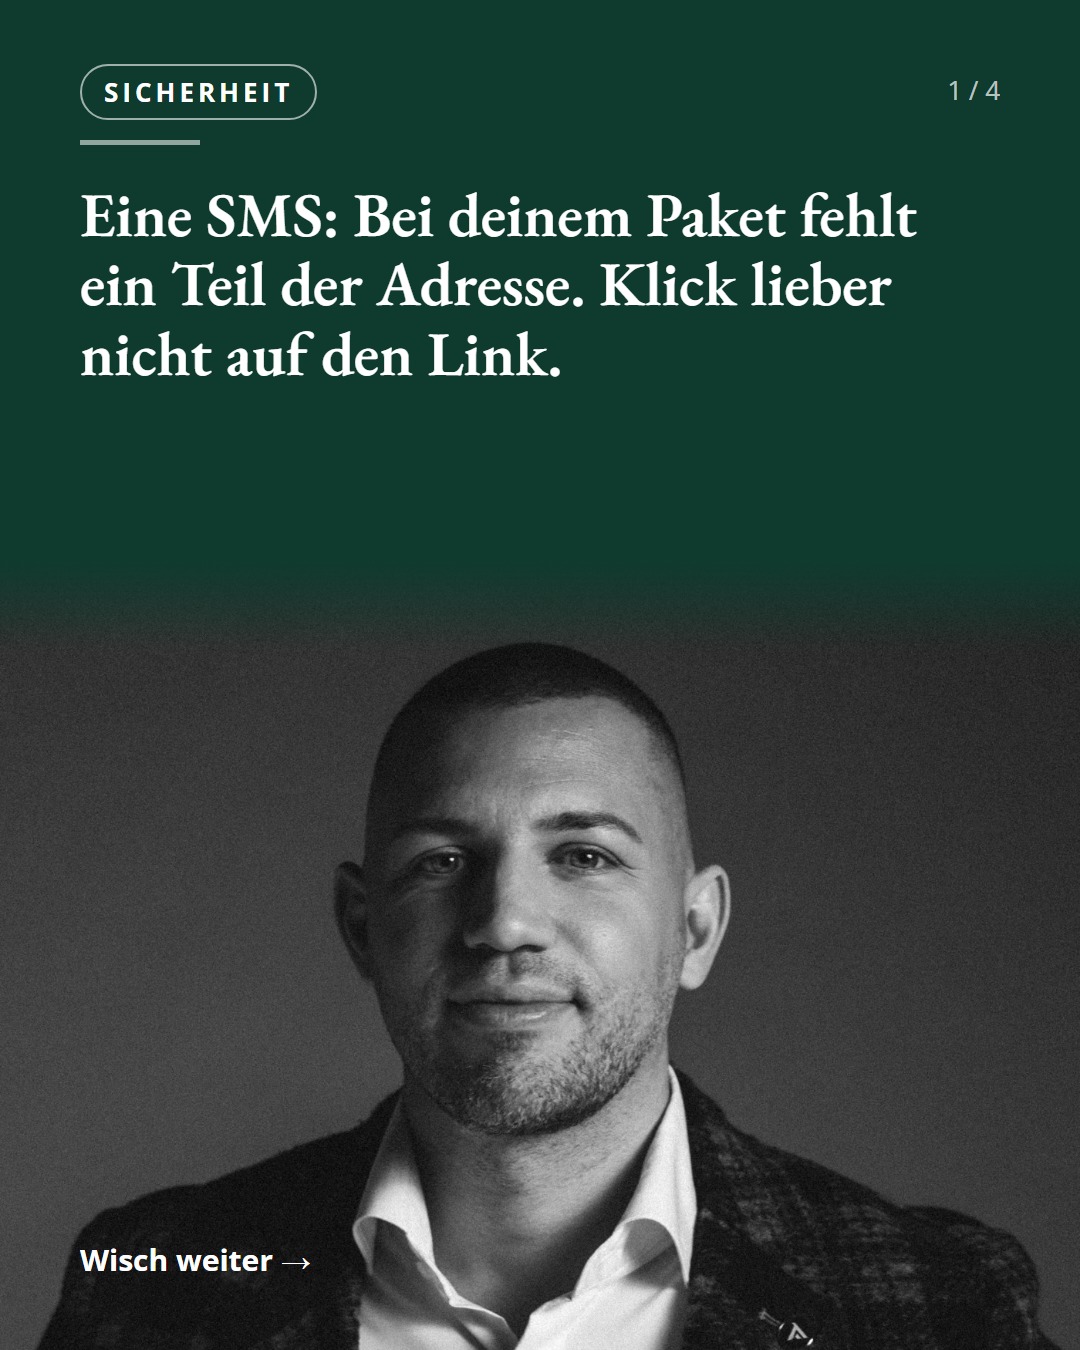 SICHERHEIT
1 / 4
Eine SMS: Bei deinem Paket fehlt
ein Teil der Adresse. Klick lieber
nicht auf den Link.
Wisch weiter →